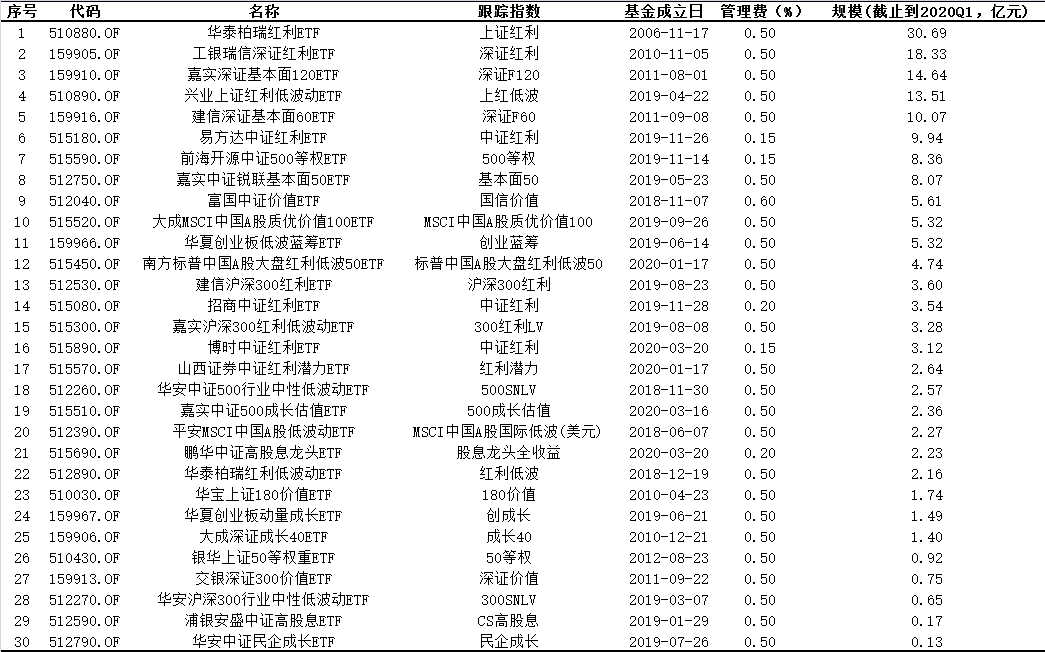 序号 代码 名称 跟踪指数 基金成立日 管理费（%） 规模(截止到2020Q1，亿元)
1 510880.OF 华泰柏瑞红利ETF 上证红利 2006-11-17 0.50 30.69
2 159905.OF 工银瑞信深证红利ETF 深证红利 2010-11-05 0.50 18.33
3 159910.OF 嘉实深证基本面120ETF 深证F120 2011-08-01 0.50 14.64
4 510890.OF 兴业上证红利低波动ETF 上红低波 2019-04-22 0.50 13.51
5 159916.OF 建信深证基本面60ETF 深证F60 2011-09-08 0.50 10.07
6 515180.OF 易方达中证红利ETF 中证红利 2019-11-26 0.15 9.94
7 515590.OF 前海开源中证500等权ETF 500等权 2019-11-14 0.15 8.36
8 512750.OF 嘉实中证锐联基本面50ETF 基本面50 2019-05-23 0.50 8.07
9 512040.OF 富国中证价值ETF 国信价值 2018-11-07 0.60 5.61
10 515520.OF 大成MSCI中国A股质优价值100ETF MSCI中国A股质优价值100 2019-09-26 0.50 5.32
11 159966.OF 华夏创业板低波蓝筹ETF 创业蓝筹 2019-06-14 0.50 5.32
12 515450.OF 南方标普中国A股大盘红利低波50ETF 标普中国A股大盘红利低波50 2020-01-17 0.50 4.74
13 512530.OF 建信沪深300红利ETF 沪深300红利 2019-08-23 0.50 3.60
14 515080.OF 招商中证红利ETF 中证红利 2019-11-28 0.20 3.54
15 515300.OF 嘉实沪深300红利低波动ETF 300红利LV 2019-08-08 0.50 3.28
16 515890.OF 博时中证红利ETF 中证红利 2020-03-20 0.15 3.12
17 515570.OF 山西证券中证红利潜力ETF 红利潜力 2020-01-17 0.50 2.64
18 512260.OF 华安中证500行业中性低波动ETF 500SNLV 2018-11-30 0.50 2.57
19 515510.OF 嘉实中证500成长估值ETF 500成长估值 2020-03-16 0.50 2.36
20 512390.OF 平安MSCI中国A股低波动ETF MSCI中国A股国际低波(美元) 2018-06-07 0.50 2.27
21 515690.OF 鹏华中证高股息龙头ETF 股息龙头全收益 2020-03-20 0.20 2.23
22 512890.OF 华泰柏瑞红利低波动ETF 红利低波 2018-12-19 0.50 2.16
23 510030.OF 华宝上证180价值ETF 180价值 2010-04-23 0.50 1.74
24 159967.OF 华夏创业板动量成长ETF 创成长 2019-06-21 0.50 1.49
25 159906.OF 大成深证成长40ETF 成长40 2010-12-21 0.50 1.40
26 510430.OF 银华上证50等权重ETF 50等权 2012-08-23 0.50 0.92
27 159913.OF 交银深证300价值ETF 深证价值 2011-09-22 0.50 0.75
28 512270.OF 华安沪深300行业中性低波动ETF 300SNLV 2019-03-07 0.50 0.65
29 512590.OF 浦银安盛中证高股息ETF CS高股息 2019-01-29 0.50 0.17
30 512790.OF 华安中证民企成长ETF 民企成长 2019-07-26 0.50 0.13